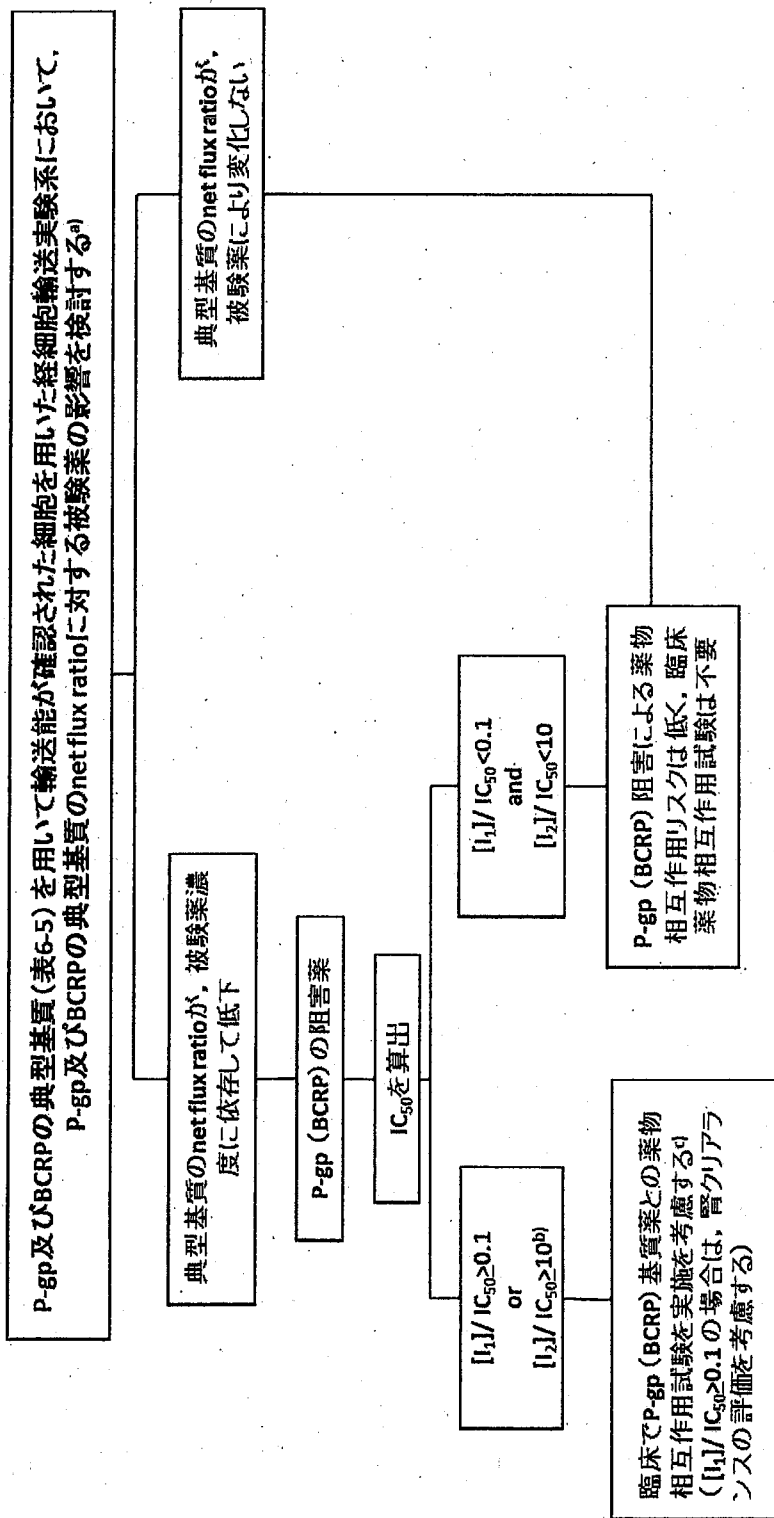 P-gp及びBCRPの典型基質(表6-5)を用いて輸送能が確認された細胞を用いた経細胞輸送実験系において,
P-gp及びBCRPの典型基質のnet flux ratioに対する被験薬の影響を検討するa)
典型基質のnet flux ratioが, 被験薬濃
度に依存して低下
典型基質のnet flux ratioが,
被験薬により変化しない
P-gp (BCRP) の阻害薬
IC50を算出
[I1]/ IC50≥0.1
or
[I2]/ IC50≥10b)
[I1]/ IC50<0.1
and
[I2]/ IC50<10
臨床でP-gp (BCRP) 基質薬との薬物
相互作用試験を実施を考慮するc)
( [I1]/ IC50≥0.1 の場合は, 腎クリアラ
ンスの評価を考慮する)
P-gp (BCRP) 阻害による薬物
相互作用リスクは低く, 臨床
薬物相互作用試験は不要